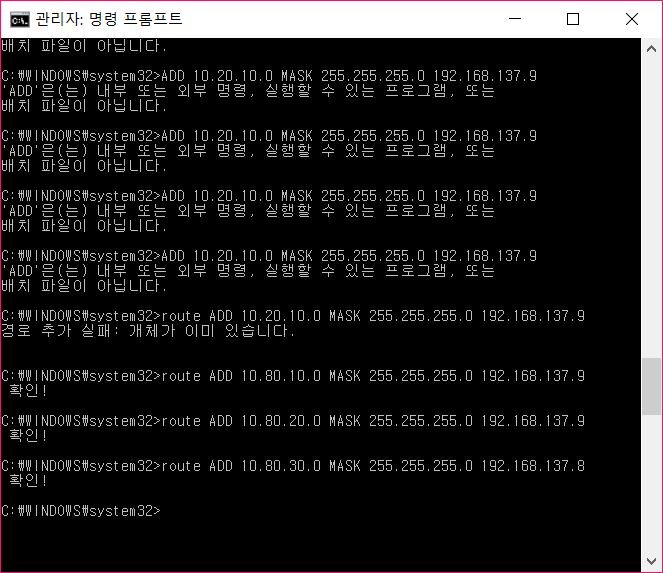 관리자: 명령 프롬프트
배치 파일이 아닙니다.
C:₩WINDOWS₩system32>ADD 10.20.10.0 MASK 255.255.255.0 192.168.137.9
'ADD'은(는) 내부 또는 외부 명령, 실행할 수 있는 프로그램, 또는
배치 파일이 아닙니다.
C:₩WINDOWS₩system32>ADD 10.20.10.0 MASK 255.255.255.0 192.168.137.9
'ADD'은(는) 내부 또는 외부 명령, 실행할 수 있는 프로그램, 또는
배치 파일이 아닙니다.
C:₩WINDOWS₩system32>ADD 10.20.10.0 MASK 255.255.255.0 192.168.137.9
'ADD'은(는) 내부 또는 외부 명령, 실행할 수 있는 프로그램, 또는
배치 파일이 아닙니다.
C:₩WINDOWS₩system32>ADD 10.20.10.0 MASK 255.255.255.0 192.168.137.9
'ADD'은(는) 내부 또는 외부 명령, 실행할 수 있는 프로그램, 또는
배치 파일이 아닙니다.
C:₩WINDOWS₩system32>route ADD 10.20.10.0 MASK 255.255.255.0 192.168.137.9
경로 추가 실패: 개체가 이미 있습니다.
C:₩WINDOWS₩system32>route ADD 10.80.10.0 MASK 255.255.255.0 192.168.137.9
확인!
C:₩WINDOWS₩system32>route ADD 10.80.20.0 MASK 255.255.255.0 192.168.137.9
확인!
C:₩WINDOWS₩system32>route ADD 10.80.30.0 MASK 255.255.255.0 192.168.137.8
확인!
C:₩WINDOWS₩system32>